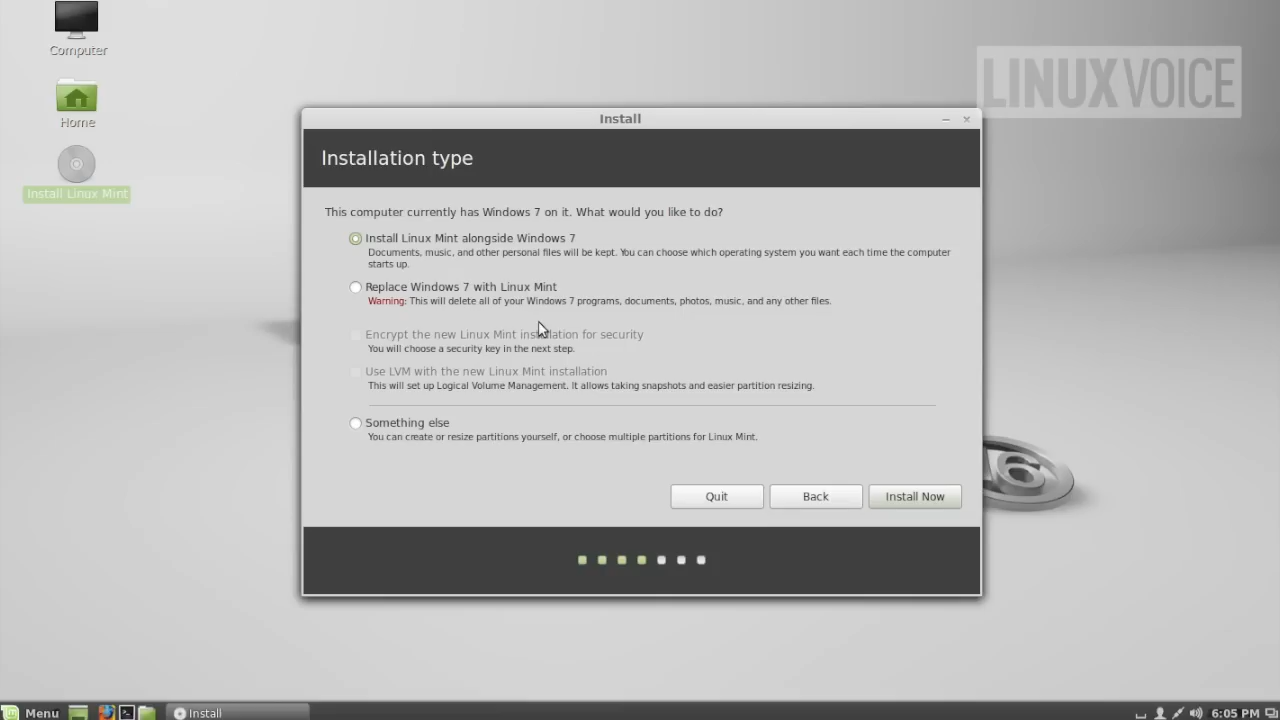 Computer
Home
Install Linux Mint
LINUXVOICE
Install
Installation type
This computer currently has Windows 7 on it. What would you like to do?
Install Linux Mint alongside Windows 7
Documents, music, and other personal files will be kept. You can choose which operating system you want each time the computer
starts up.
Replace Windows 7 with Linux Mint
Warning: This will delete all of your Windows 7 programs, documents, photos, music, and any other files.
Encrypt the new Linux Mint installation for security
You will choose a security key in the next step.
Use LVM with the new Linux Mint installation
This will set up Logical Volume Management. It allows taking snapshots and easier partition resizing.
Something else
You can create or resize partitions yourself, or choose multiple partitions for Linux Mint.
Quit
Back
Install Now
16
Menu
Install
6:05 PM